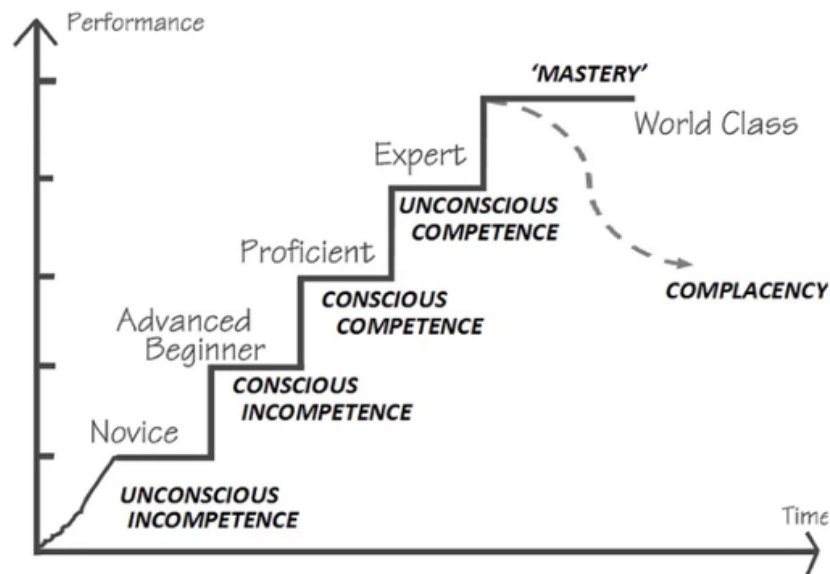 Performance
‘MASTERY’
World Class
Expert
UNCONSCIOUS
COMPETENCE
Proficient
COMPLACENCY
CONSCIOUS
COMPETENCE
Advanced
Beginner
CONSCIOUS
INCOMPETENCE
Novice
UNCONSCIOUS
INCOMPETENCE
Time